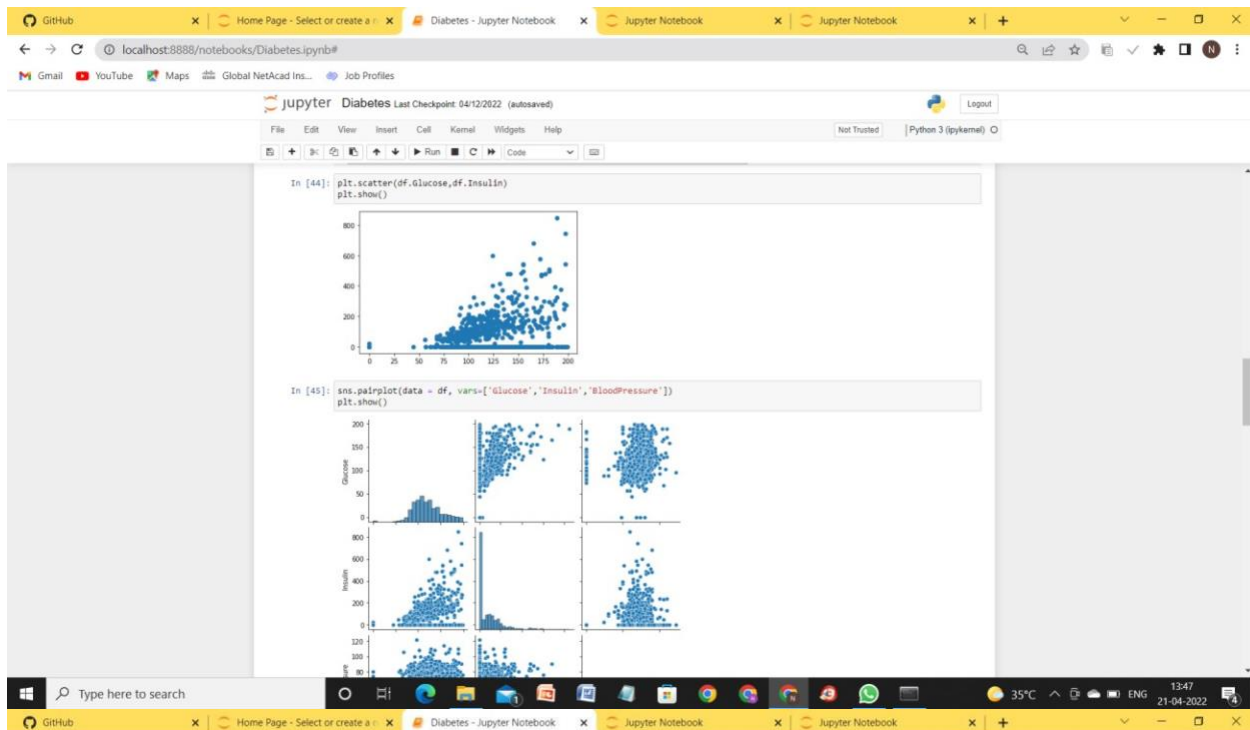 GitHub Home Page - Select or create a n Diabetes - Jupyter Notebook Jupyter Notebook Jupyter Notebook
localhost:8888/notebooks/Diabetes.ipynb#
N
Gmail YouTube Maps Global NetAcad Ins... Job Profiles
jupyter Diabetes Last Checkpoint: 04/12/2022 (autosaved) Logout
File Edit View Insert Cell Kernel Widgets Help Not Trusted Python 3 (ipykernel)
Run Code
In [44]: plt.scatter(df.Glucose,df.Insulin)
plt.show()
800
600
400
200
0
0 25 50 75 100 125 150 175 200
In [45]: sns.pairplot(data = df, vars=['Glucose','Insulin','BloodPressure'])
plt.show()
200
150
100
50
0
Glucose
800
600
400
200
0
Insulin
120
100
80
sure
Type here to search 35°C ENG 13:47
21-04-2022
GitHub Home Page - Select or create a n Diabetes - Jupyter Notebook Jupyter Notebook Jupyter Notebook